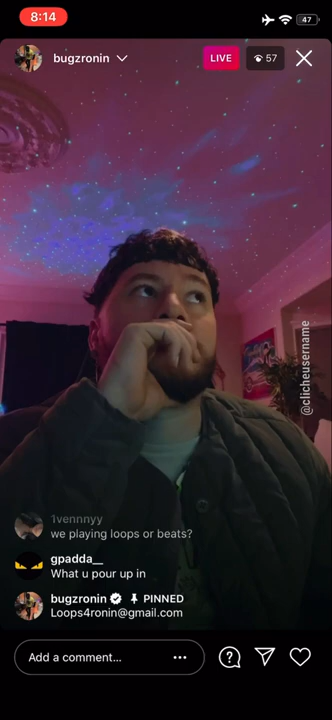 8:14
47
bugzronin
LIVE
57
@clicheusername
1vennnyy
we playing loops or beats?
gpadda__
What u pour up in
bugzronin PINNED
Loops4ronin@gmail.com
Add a comment...